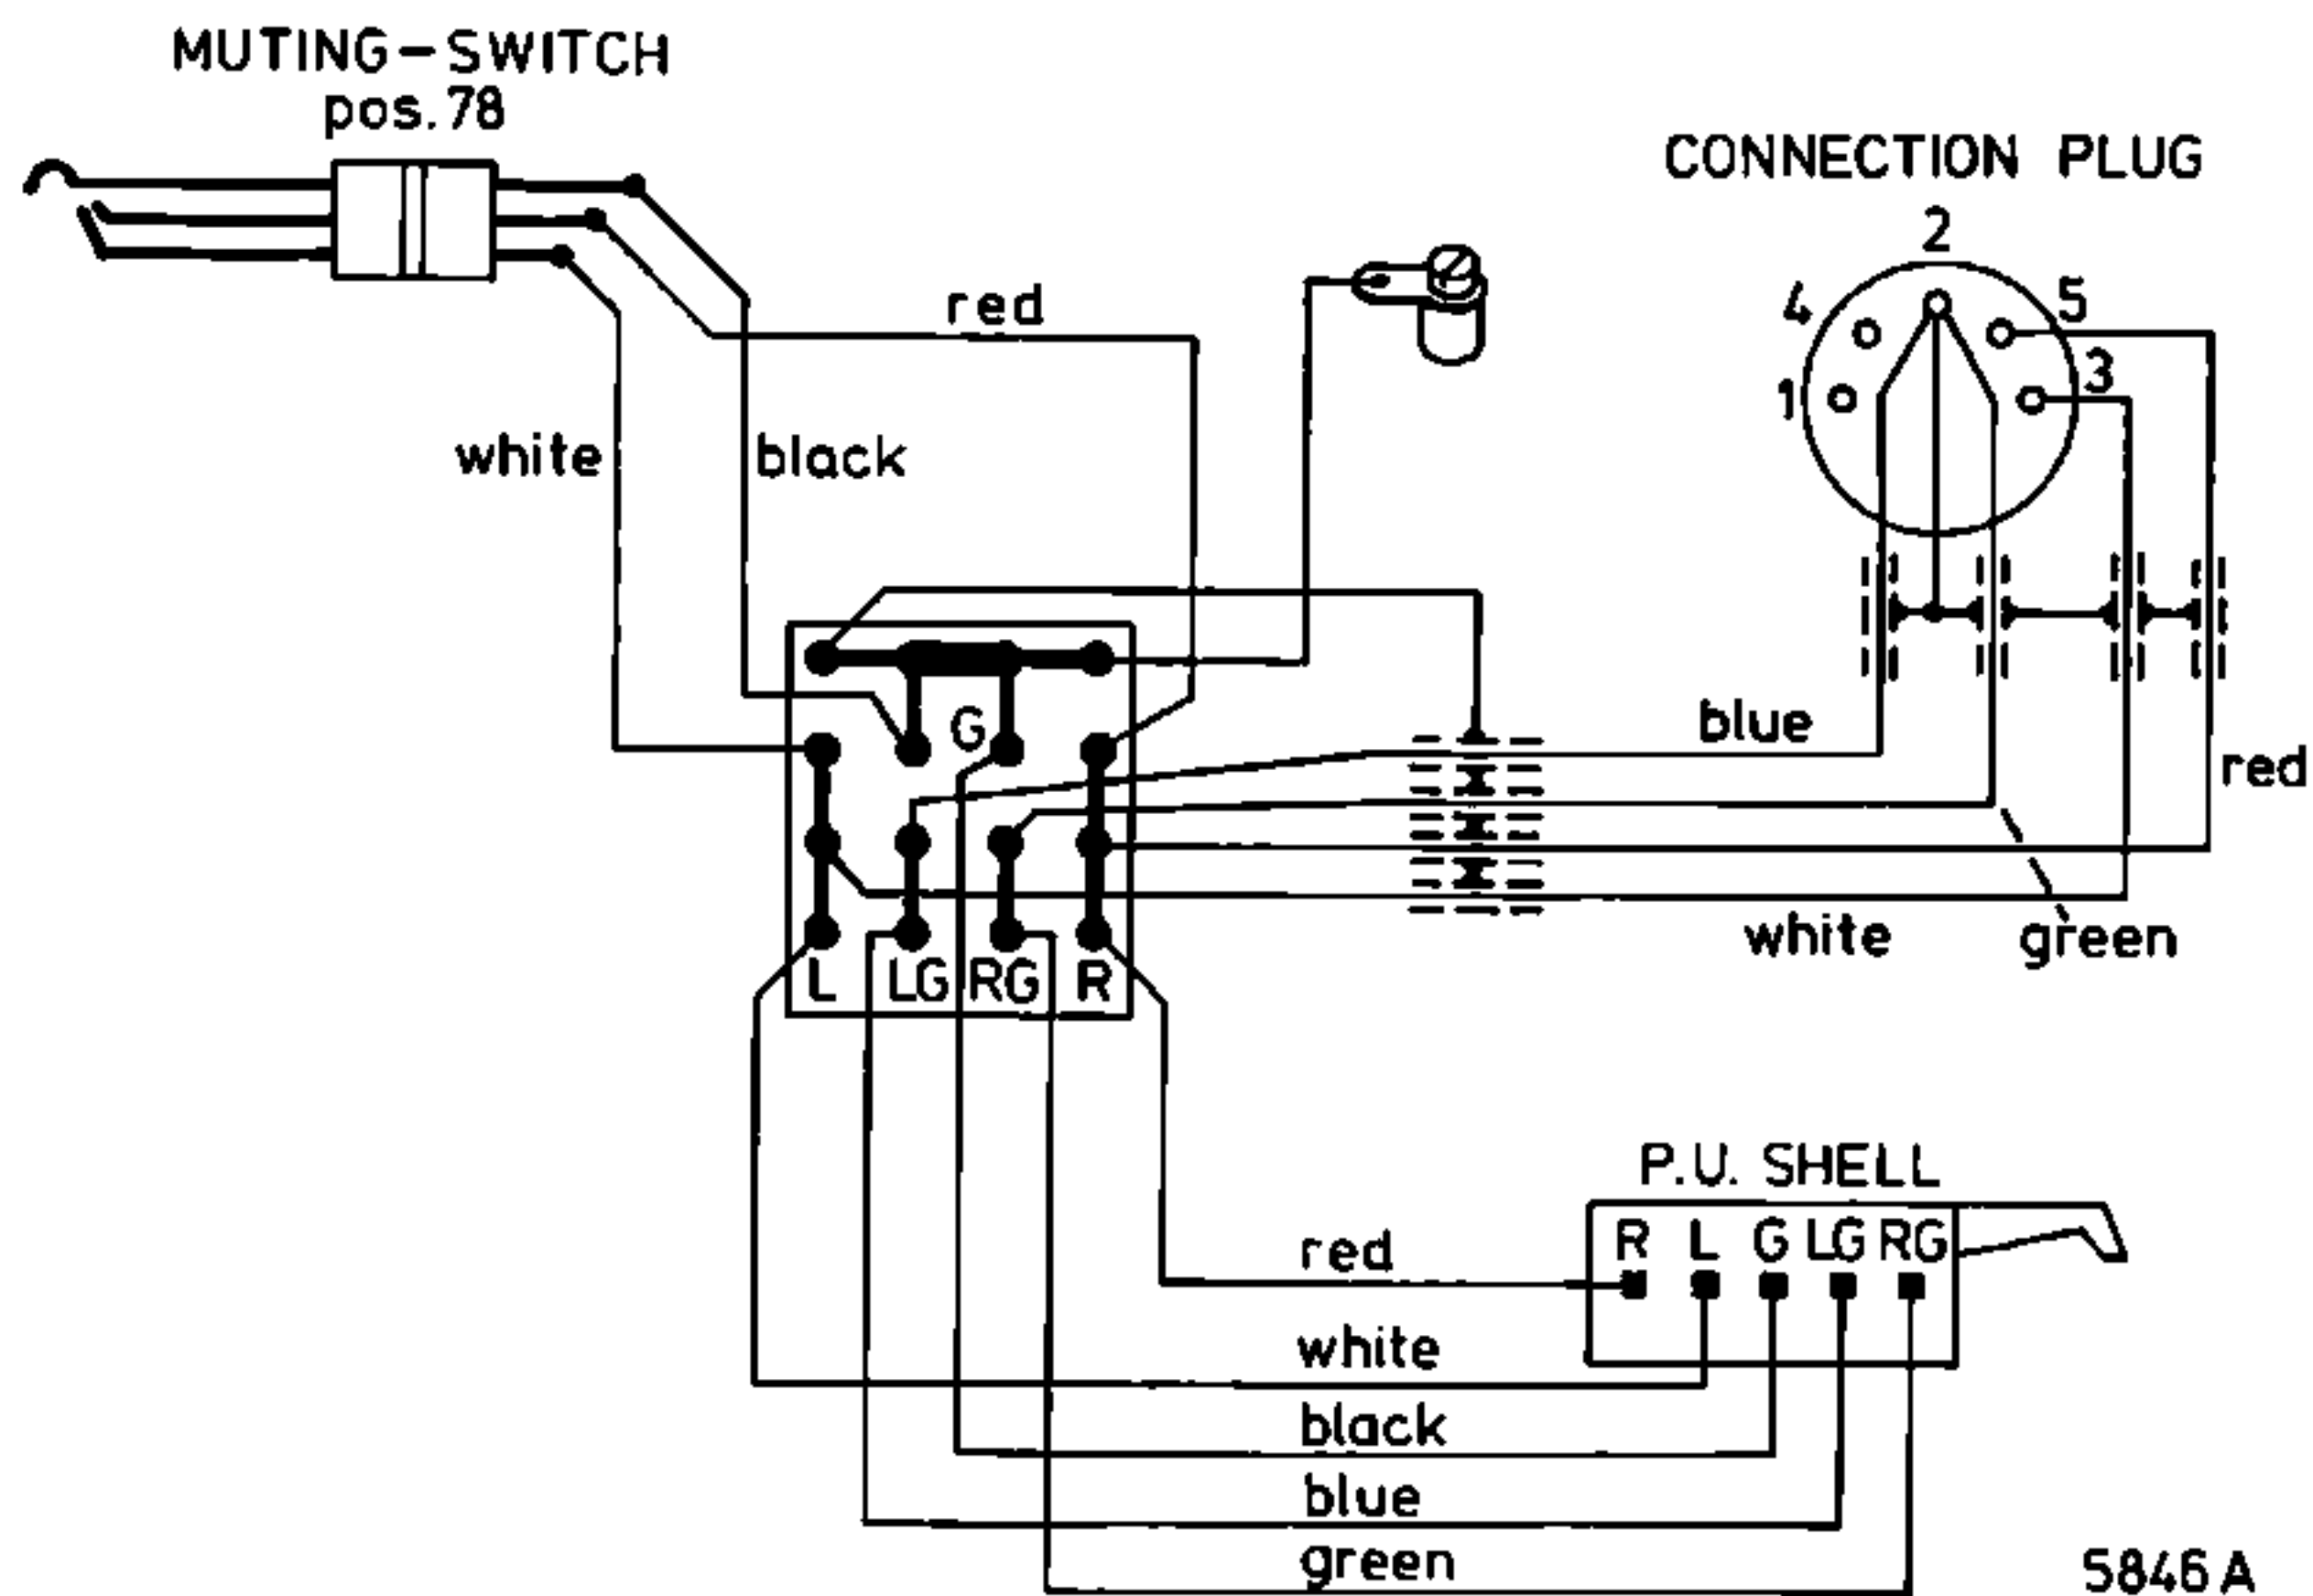 MUTING-SWITCH
pos. 78
CONNECTION PLUG
2
4
5
1
3
red
white
black
G
blue
red
white
green
L LG RG R
P.U. SHELL
R L G LG RG
red
white
black
blue
green
5846 A